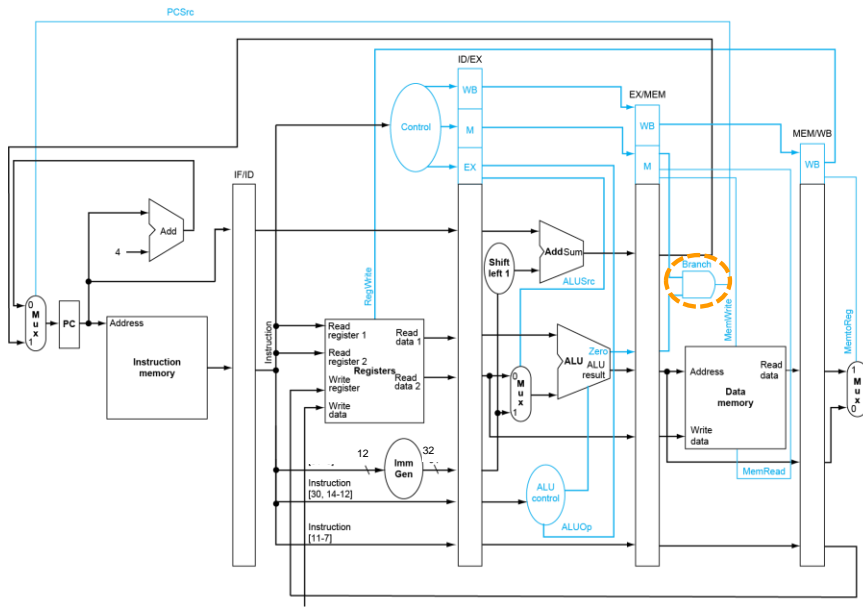 PCSrc
ID/EX
WB
EX/MEM
Control
M
WB
MEM/WB
EX
M
WB
IF/ID
Add
4
Shift
left 1
Add Sum
Branch
RegWrite
ALUSrc
MemWrite
MemtoReg
0
M
u
x
1
PC
Address
Instruction
memory
Instruction
Read
register 1
Read
data 1
Read
register 2
Registers
Write
register
Read
data 2
Write
data
0
M
u
x
1
Zero
ALU
ALU
result
Address
Read
data
Data
memory
Write
data
1
M
u
x
0
12
Imm
Gen
32
MemRead
Instruction
[30, 14-12]
ALU
control
ALUOp
Instruction
[11-7]